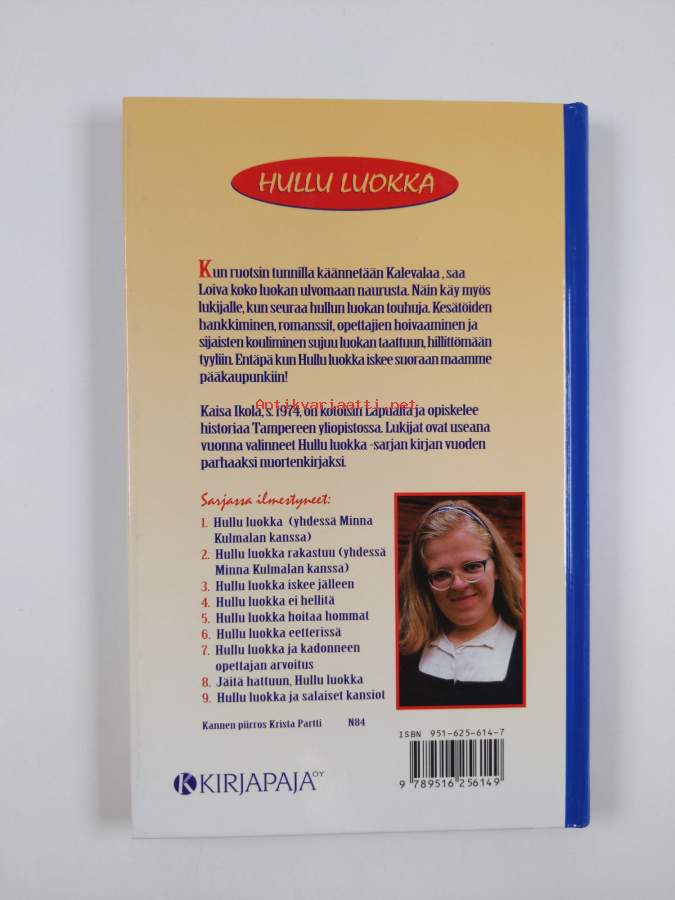 HULLU LUOKKA
Kun ruotsin tunnilla käännetään Kalevalaa , saa
Loiva koko luokan ulvomaan naurusta. Näin käy myös
lukijalle, kun seuraa hullun luokan touhuja. Kesätöiden
hankkiminen, romanssit, opettajien hoivaaminen ja
sijaisten kouliminen sujuu luokan taattuun, hillittömään
tyyliin. Entäpä kun Hullu luokka iskee suoraan maamme
pääkaupunkiin!
Antikvariaatti.net
Kaisa Ikola, s. 1974, on kotoisin Lapualta ja opiskelee
historiaa Tampereen yliopistossa. Lukijat ovat useana
vuonna valinneet Hullu luokka -sarjan kirjan vuoden
parhaaksi nuortenkirjaksi.
Sarjassa ilmestyneet:
1. Hullu luokka (yhdessä Minna
Kulmalan kanssa)
2. Hullu luokka rakastuu (yhdessä
Minna Kulmalan kanssa)
3. Hullu luokka iskee jälleen
4. Hullu luokka ei hellitä
5. Hullu luokka hoitaa hommat
6. Hullu luokka eetterissä
7. Hullu luokka ja kadonneen
opettajan arvoitus
8. Jäitä hattuun, Hullu luokka
9. Hullu luokka ja salaiset kansiot
Kannen piirros Krista Partti N84
KIRJAPAJA OY
ISBN 951-625-614-7
9 789516 256149